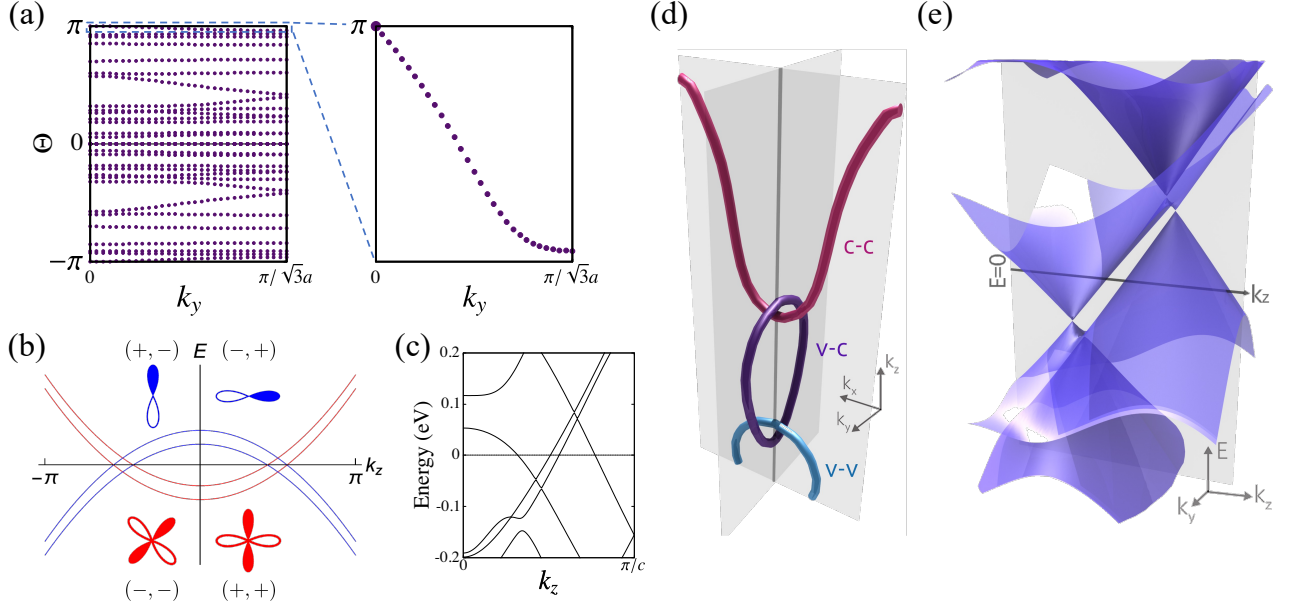 (a)
π
Θ
0
−π
0
π/√3a
k_y
π
−π
0
π/√3a
k_y
(b)
(+,−)
E
(−,+)
−π
π
k_z
(−,−)
(+,+)
(c)
0.2
0.1
0
-0.1
-0.2
Energy (eV)
0
π/c
k_z
(d)
C-C
V-C
V-V
k_z
k_x
k_y
(e)
E=0
k_z
E
k_y
k_z